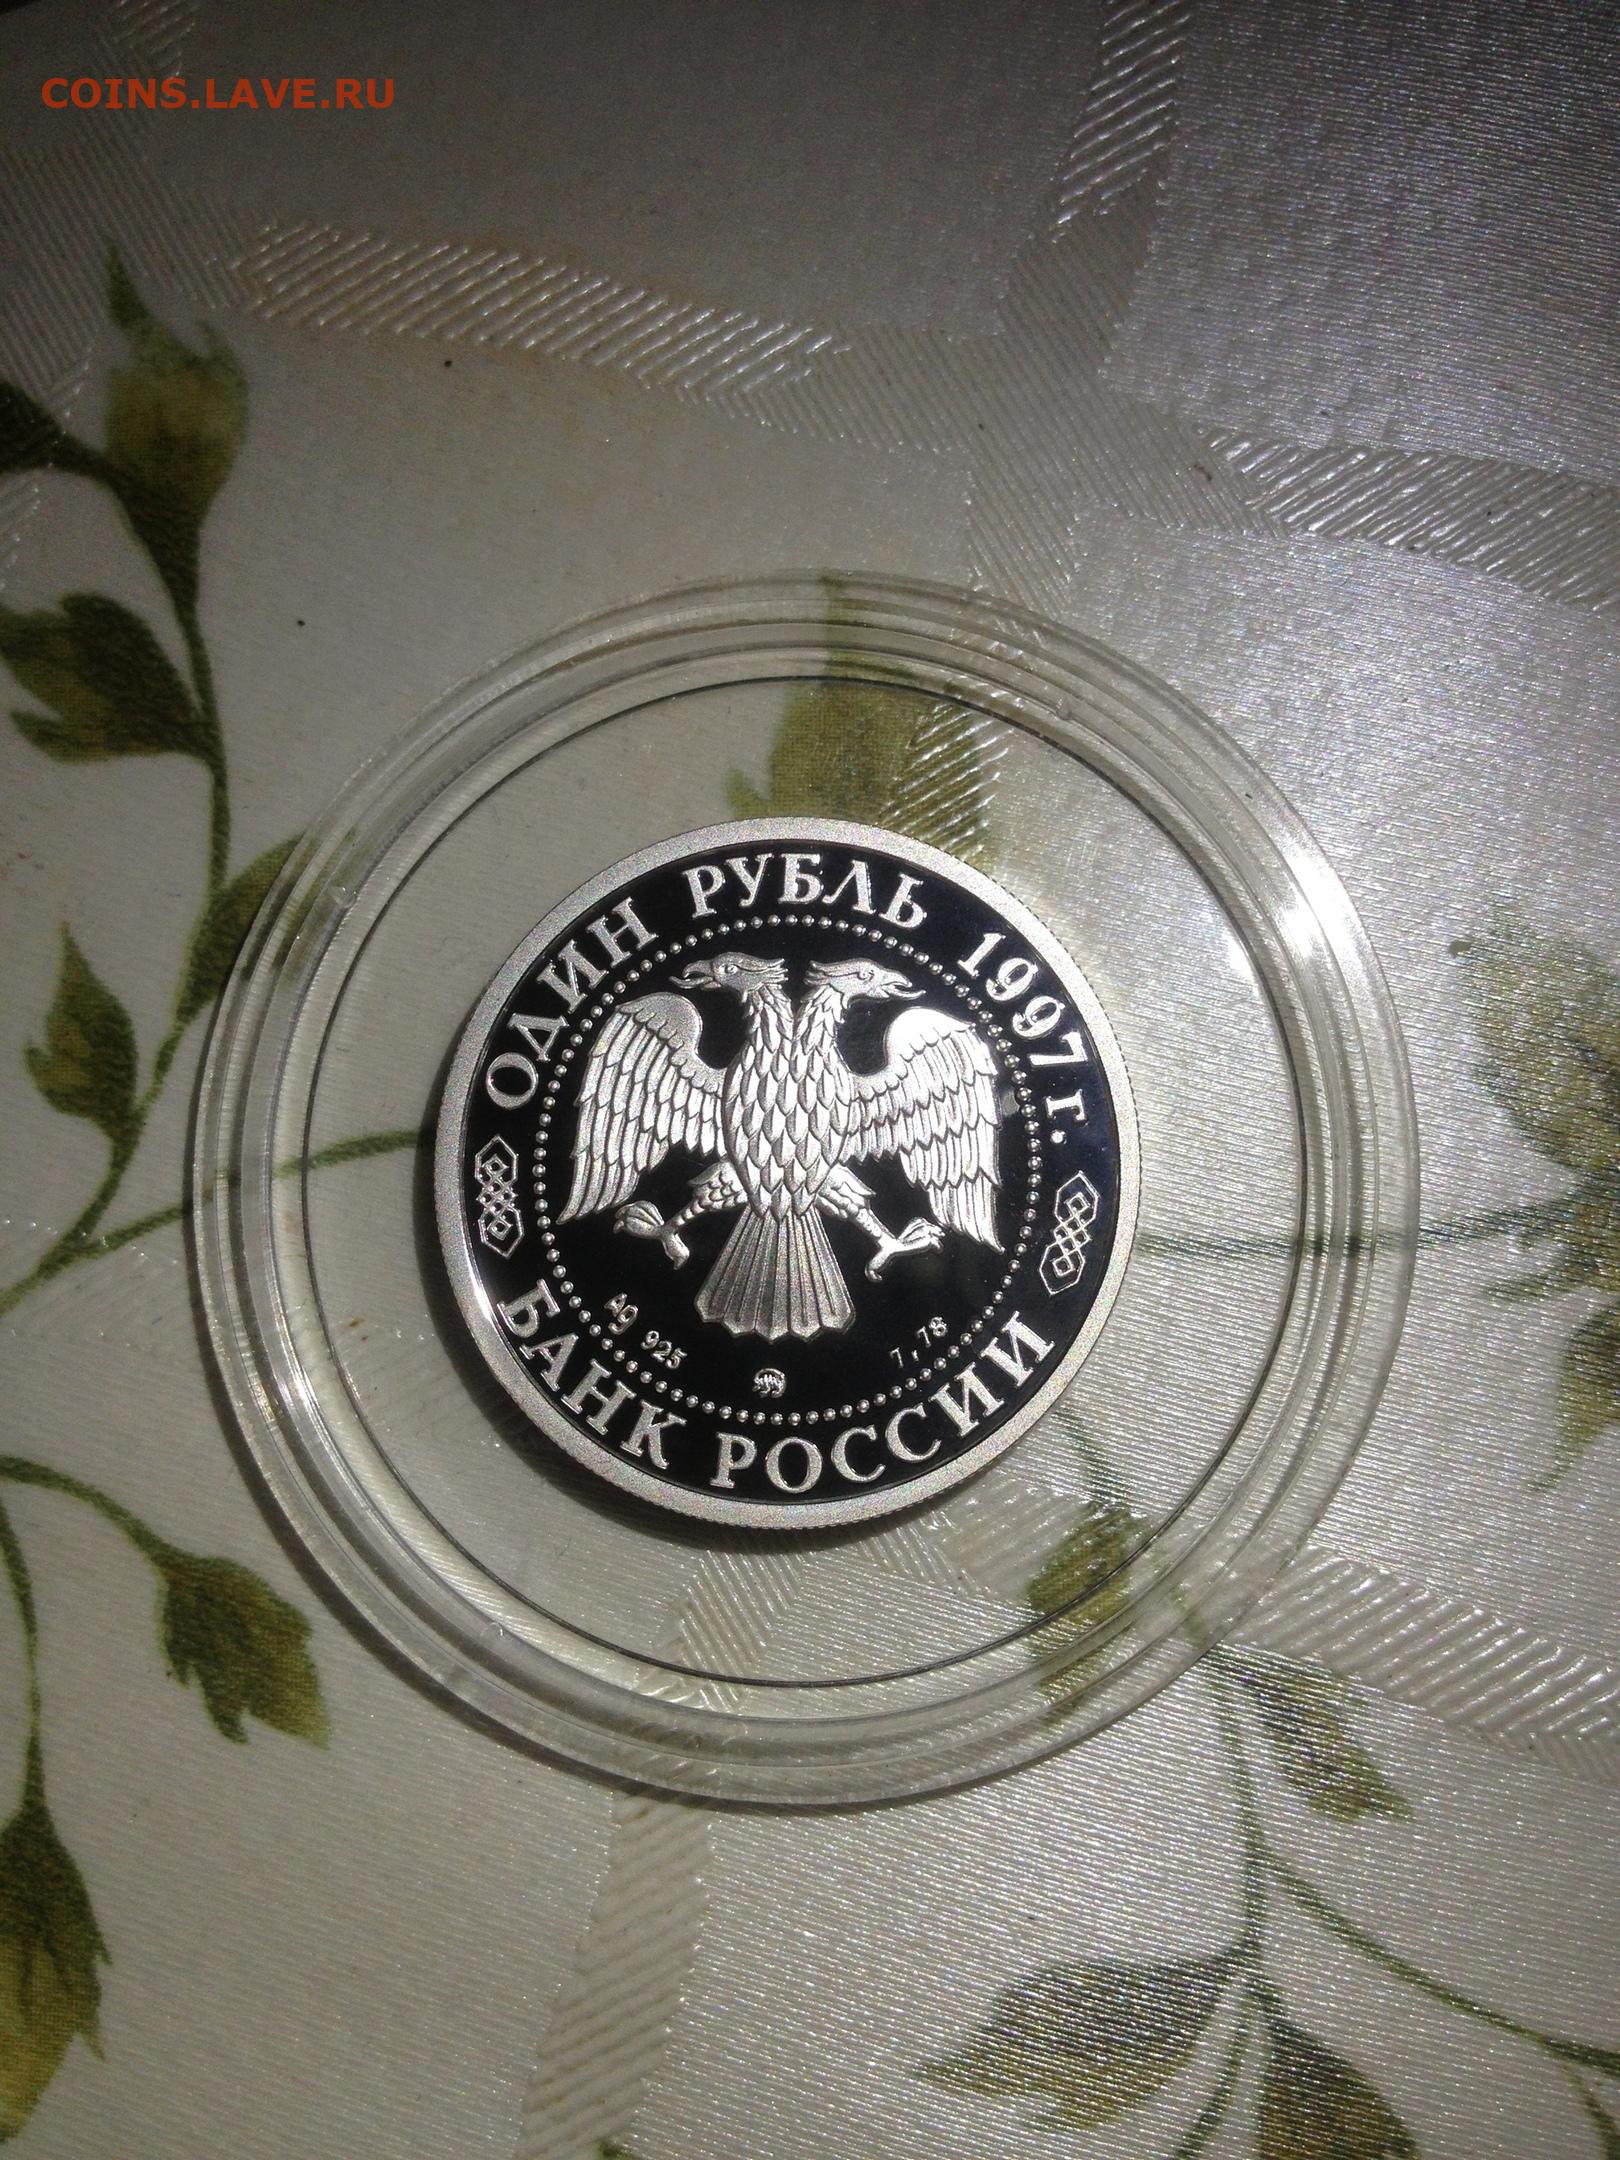 COINS.LAVE.RU
ОДИН РУБЛЬ 1997 г.
Ag 925
7,78
БАНК РОССИИ